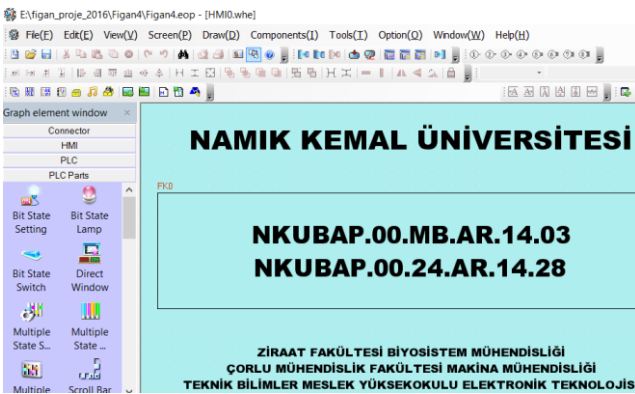 E:\figan_proje_2016\Figan4\Figan4.eop - [HMI0.whe]
File(F) Edit(E) View(V) Screen(P) Draw(D) Components(I) Tools(T) Option(O) Window(W) Help(H)
Graph element window
Connector
HMI
PLC
PLC Parts
Bit State Setting
Bit State Lamp
Bit State Switch
Direct Window
Multiple State S...
Multiple State ...
Multiple
Scroll Bar
NAMIK KEMAL ÜNİVERSİTESİ
FK0
NKUBAP.00.MB.AR.14.03
NKUBAP.00.24.AR.14.28
ZİRAAT FAKÜLTESİ BİYOSİSTEM MÜHENDİSLİĞİ
ÇORLU MÜHENDİSLİK FAKÜLTESİ MAKİNA MÜHENDİSLİĞİ
TEKNİK BİLİMLER MESLEK YÜKSEKOKULU ELEKTRONİK TEKNOLOJİS